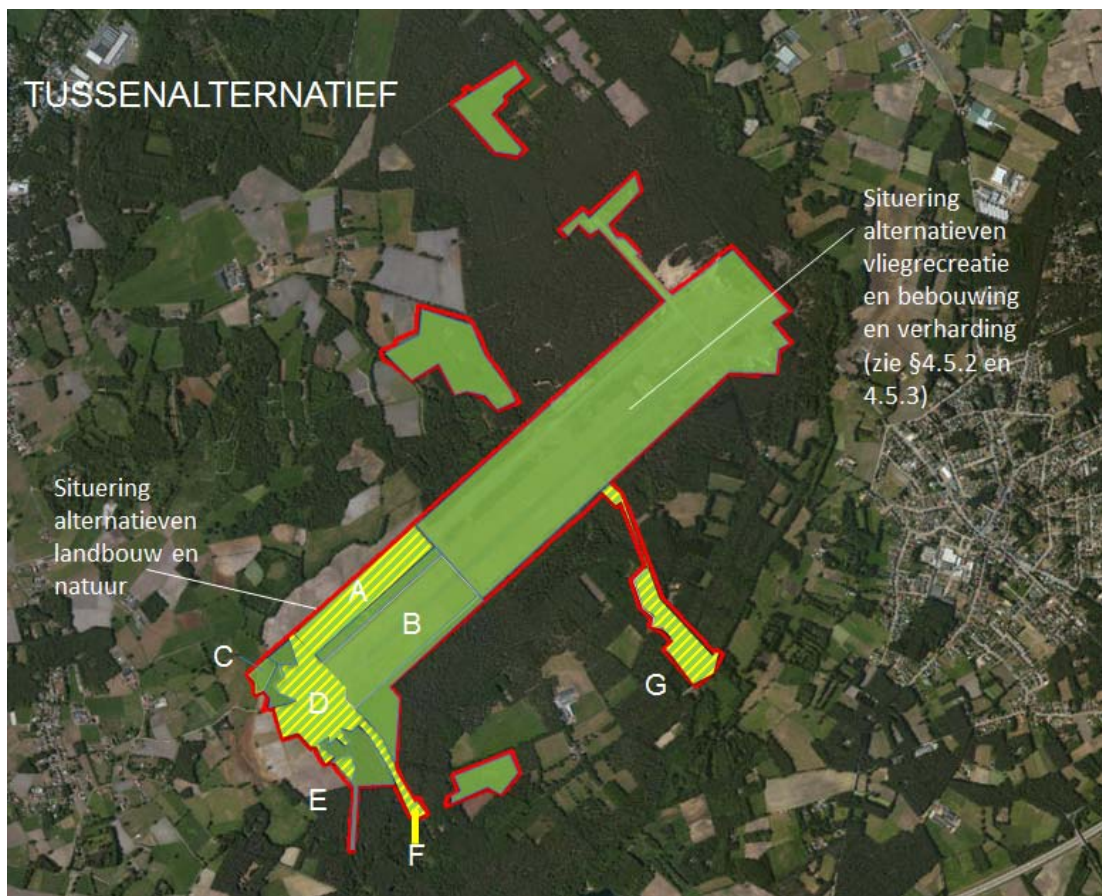 TUSSENALTERNATIEF
Situering
alternatieven
vliegrecreatie
en bebouwing
en verharding
(zie §4.5.2 en
4.5.3)
Situering
alternatieven
landbouw en
natuur
A
B
C
D
G
E
F